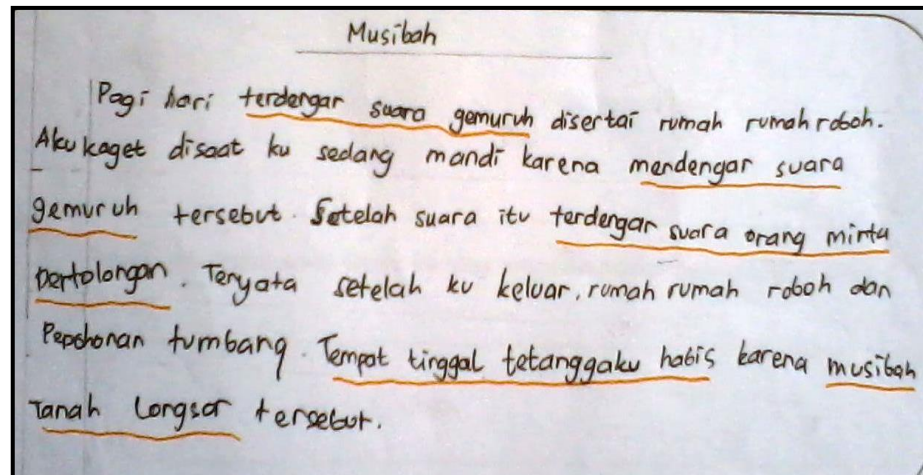 Musibah
Pagi hari terdengar suara gemuruh disertai rumah rumah roboh.
Aku kaget disaat ku sedang mandi karena mendengar suara
gemuruh tersebut. Setelah suara itu terdengar suara orang minta
pertolongan. Teryata setelah ku keluar, rumah rumah roboh dan
Pepohonan tumbang. Tempat tinggal tetanggaku habis karena musibah
Tanah Longsor tersebut.